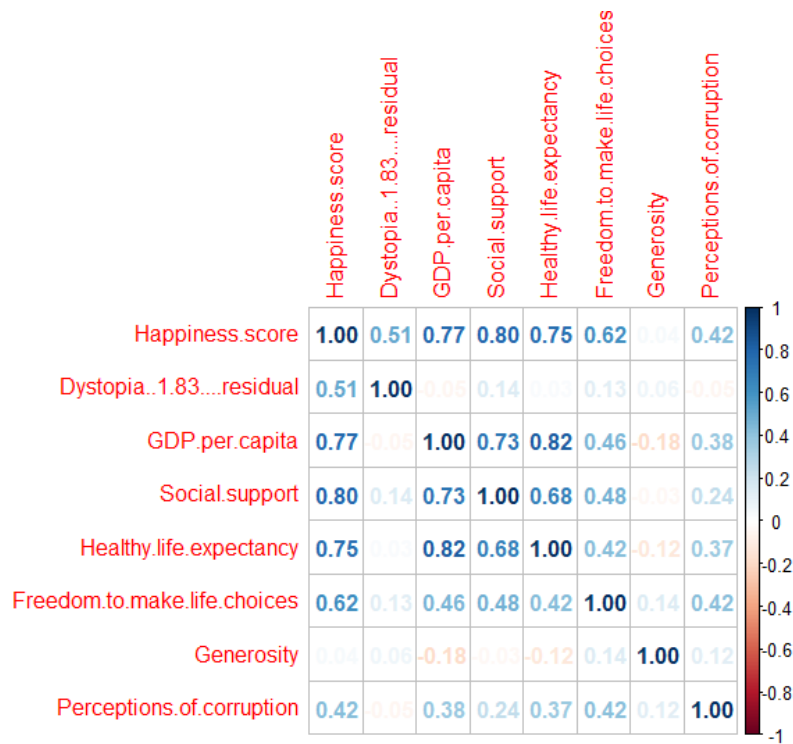 Happiness.score
Dystopia..1.83....residual
GDP.per.capita
Social.support
Healthy.life.expectancy
Freedom.to.make.life.choices
Generosity
Perceptions.of.corruption
Happiness.score 1.00 0.51 0.77 0.80 0.75 0.62 0.04 0.42
Dystopia..1.83....residual 0.51 1.00 -0.05 0.14 0.03 0.13 0.06 -0.05
GDP.per.capita 0.77 -0.05 1.00 0.73 0.82 0.46 -0.18 0.38
Social.support 0.80 0.14 0.73 1.00 0.68 0.48 -0.03 0.24
Healthy.life.expectancy 0.75 0.03 0.82 0.68 1.00 0.42 -0.12 0.37
Freedom.to.make.life.choices 0.62 0.13 0.46 0.48 0.42 1.00 0.14 0.42
Generosity 0.04 0.06 -0.18 -0.03 -0.12 0.14 1.00 0.12
Perceptions.of.corruption 0.42 -0.05 0.38 0.24 0.37 0.42 0.12 1.00
1
0.8
0.6
0.4
0.2
0
-0.2
-0.4
-0.6
-0.8
-1